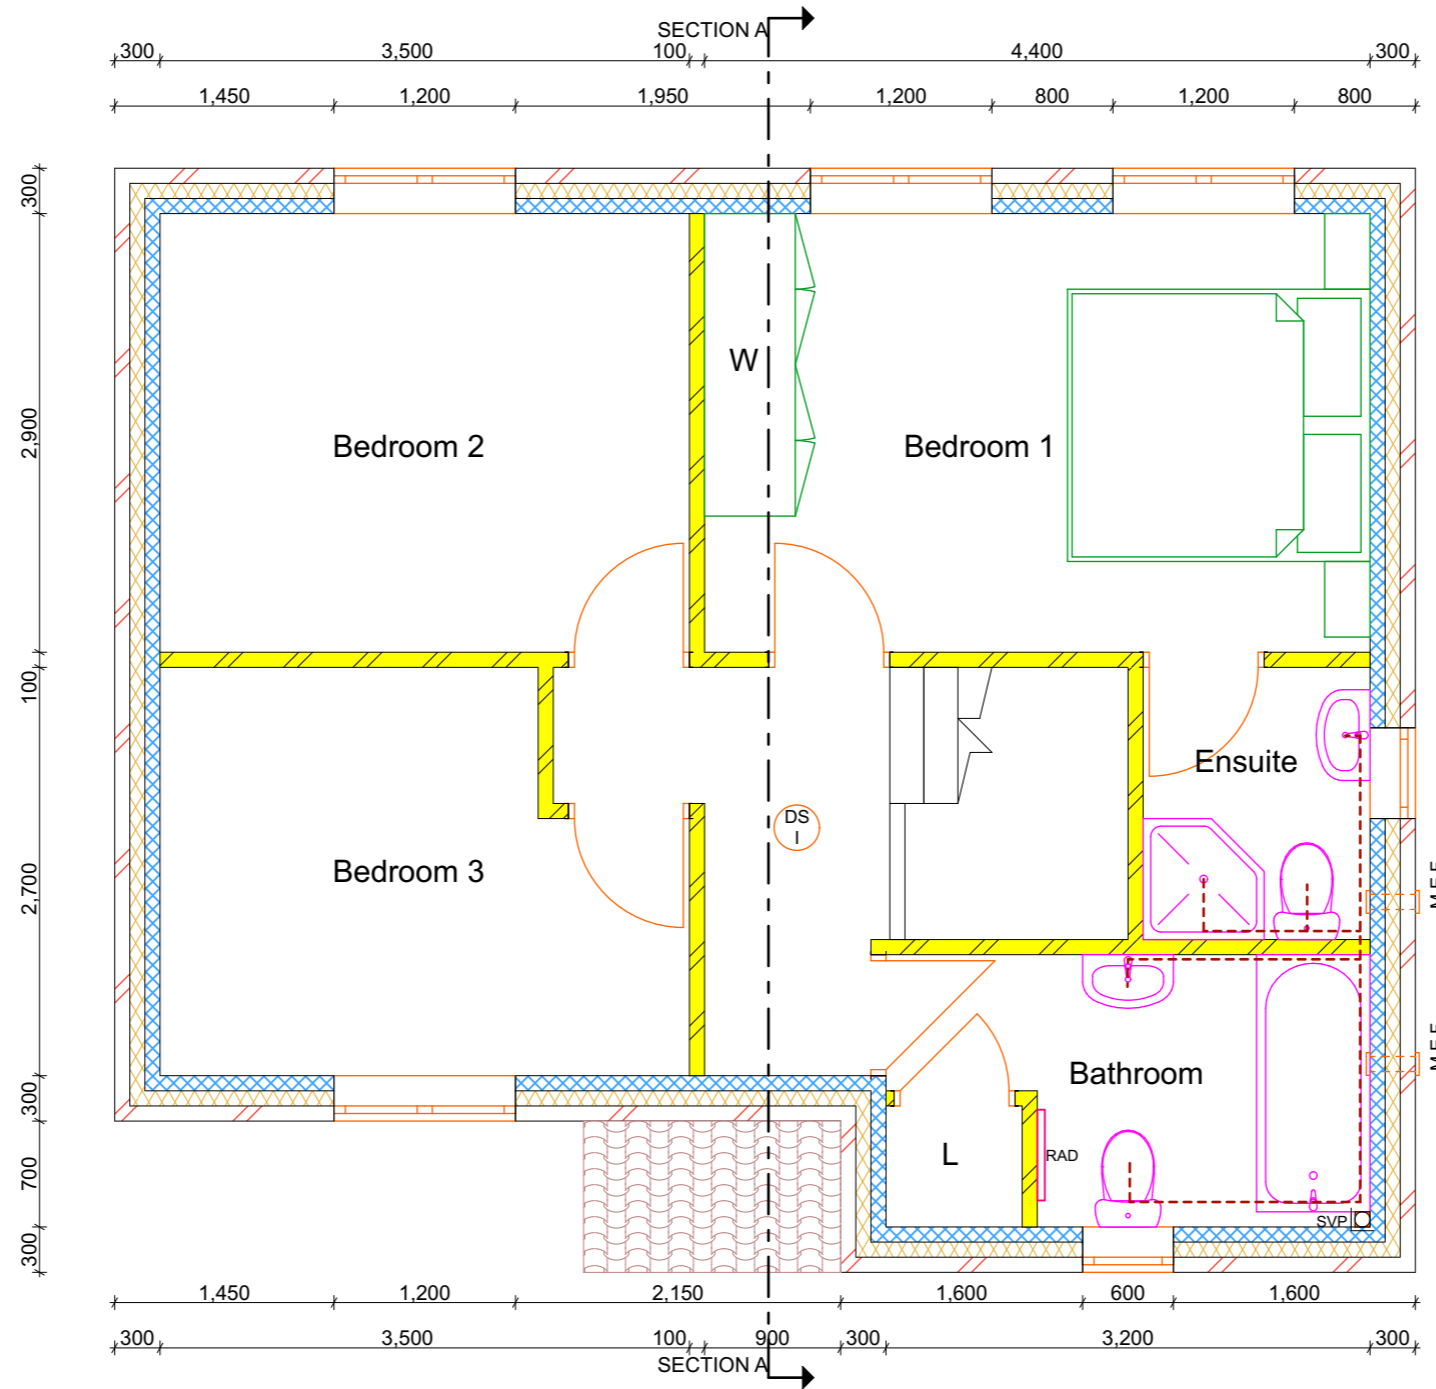 SECTION A
300 3,500 100 4,400 300
1,450 1,200 1,950 1,200 800 1,200 800
300
2,900
100
2,700
300
700
300
W
Bedroom 2
Bedroom 1
Ensuite
DS
I
Bedroom 3
M.E.F
M.E.F
Bathroom
L
RAD
SVP
1,450 1,200 2,150 1,600 600 1,600
300 3,500 100 900 300 3,200 300
SECTION A